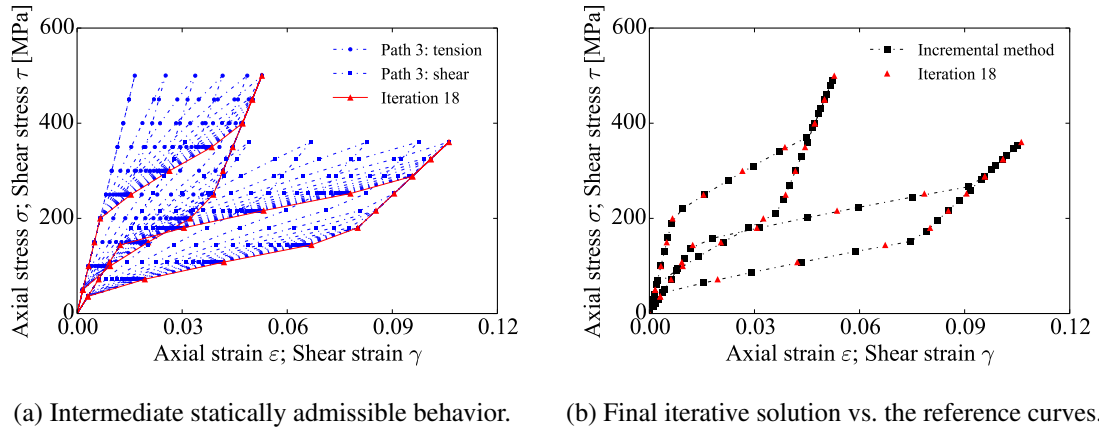 Axial stress σ; Shear stress τ [MPa]
600
400
200
0
0.00
0.03
0.06
0.09
0.12
Axial strain ε; Shear strain γ
Path 3: tension
Path 3: shear
Iteration 18
(a) Intermediate statically admissible behavior.
Axial stress σ; Shear stress τ [MPa]
600
400
200
0
0.00
0.03
0.06
0.09
0.12
Axial strain ε; Shear strain γ
Incremental method
Iteration 18
(b) Final iterative solution vs. the reference curves.